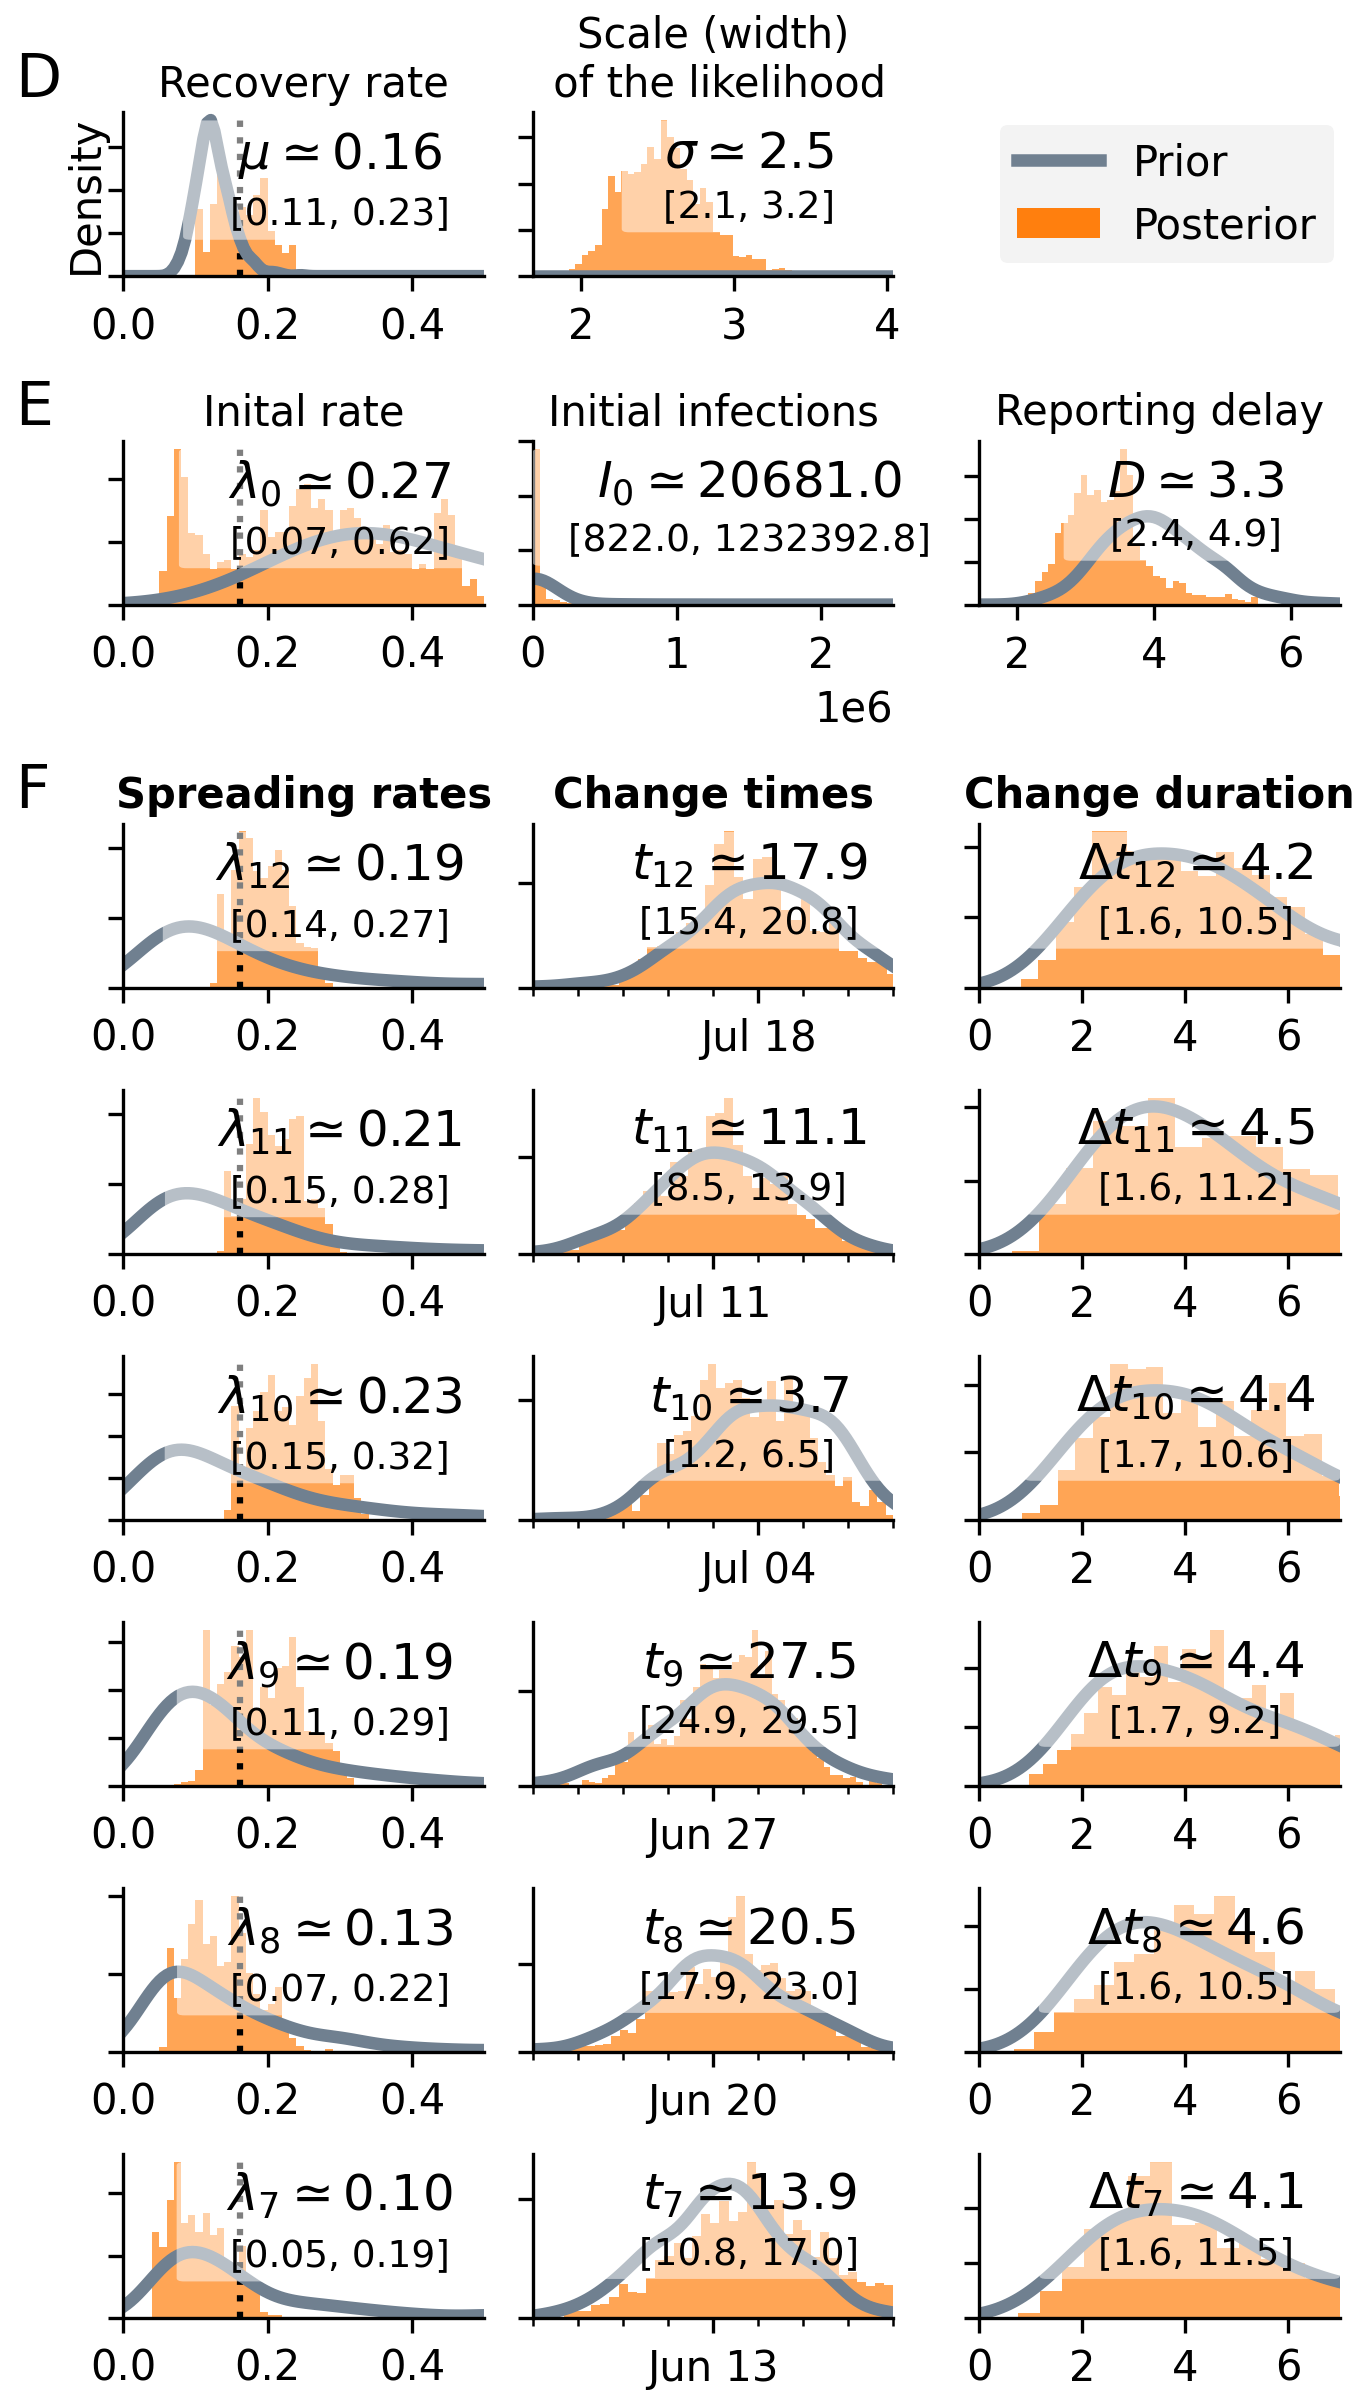 D
Recovery rate
Scale (width)
of the likelihood
Density
μ ≃ 0.16
[0.11, 0.23]
σ ≃ 2.5
[2.1, 3.2]
Prior
Posterior
0.0 0.2 0.4
2 3 4
E
Inital rate
Initial infections
Reporting delay
λ0 ≃ 0.27
[0.07, 0.62]
I0 ≃ 20681.0
[822.0, 1232392.8]
D ≃ 3.3
[2.4, 4.9]
0.0 0.2 0.4
0 1 2
1e6
2 4 6
F
Spreading rates
Change times
Change duration
λ12 ≃ 0.19
[0.14, 0.27]
t12 ≃ 17.9
[15.4, 20.8]
Δt12 ≃ 4.2
[1.6, 10.5]
0.0 0.2 0.4
Jul 18
0 2 4 6
λ11 ≃ 0.21
[0.15, 0.28]
t11 ≃ 11.1
[8.5, 13.9]
Δt11 ≃ 4.5
[1.6, 11.2]
0.0 0.2 0.4
Jul 11
0 2 4 6
λ10 ≃ 0.23
[0.15, 0.32]
t10 ≃ 3.7
[1.2, 6.5]
Δt10 ≃ 4.4
[1.7, 10.6]
0.0 0.2 0.4
Jul 04
0 2 4 6
λ9 ≃ 0.19
[0.11, 0.29]
t9 ≃ 27.5
[24.9, 29.5]
Δt9 ≃ 4.4
[1.7, 9.2]
0.0 0.2 0.4
Jun 27
0 2 4 6
λ8 ≃ 0.13
[0.07, 0.22]
t8 ≃ 20.5
[17.9, 23.0]
Δt8 ≃ 4.6
[1.6, 10.5]
0.0 0.2 0.4
Jun 20
0 2 4 6
λ7 ≃ 0.10
[0.05, 0.19]
t7 ≃ 13.9
[10.8, 17.0]
Δt7 ≃ 4.1
[1.6, 11.5]
0.0 0.2 0.4
Jun 13
0 2 4 6